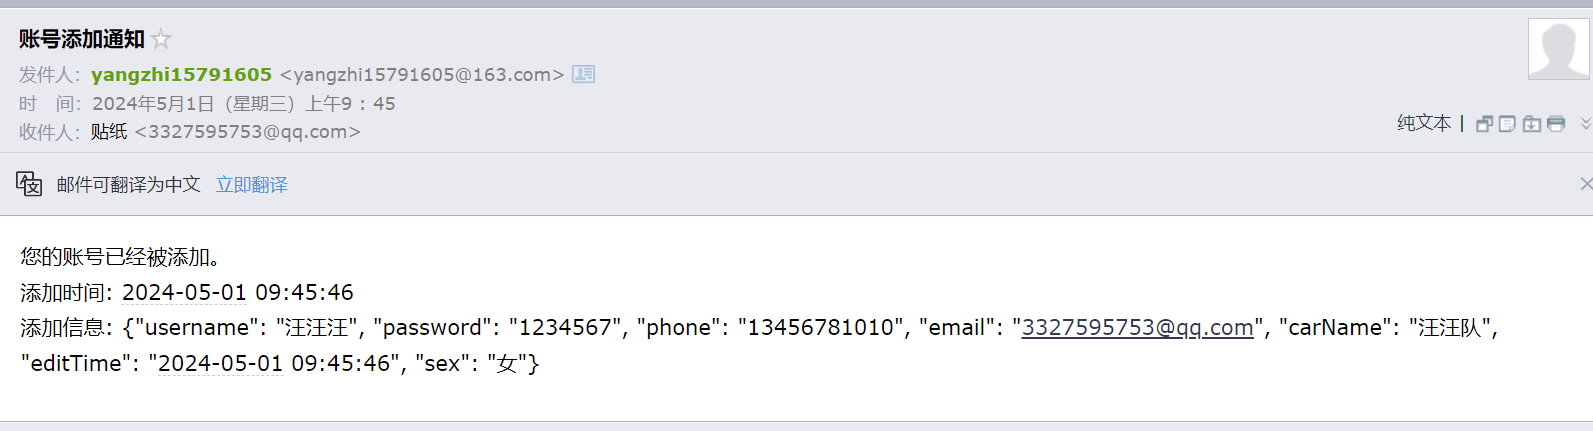 账号添加通知
发件人：yangzhi15791605 <yangzhi15791605@163.com>
时　间：2024年5月1日（星期三）上午9：45
收件人：贴纸 <3327595753@qq.com>
纯文本 |
邮件可翻译为中文 立即翻译
您的账号已经被添加。
添加时间: 2024-05-01 09:45:46
添加信息: {"username": "汪汪汪", "password": "1234567", "phone": "13456781010", "email": "3327595753@qq.com", "carName": "汪汪队",
"editTime": "2024-05-01 09:45:46", "sex": "女"}